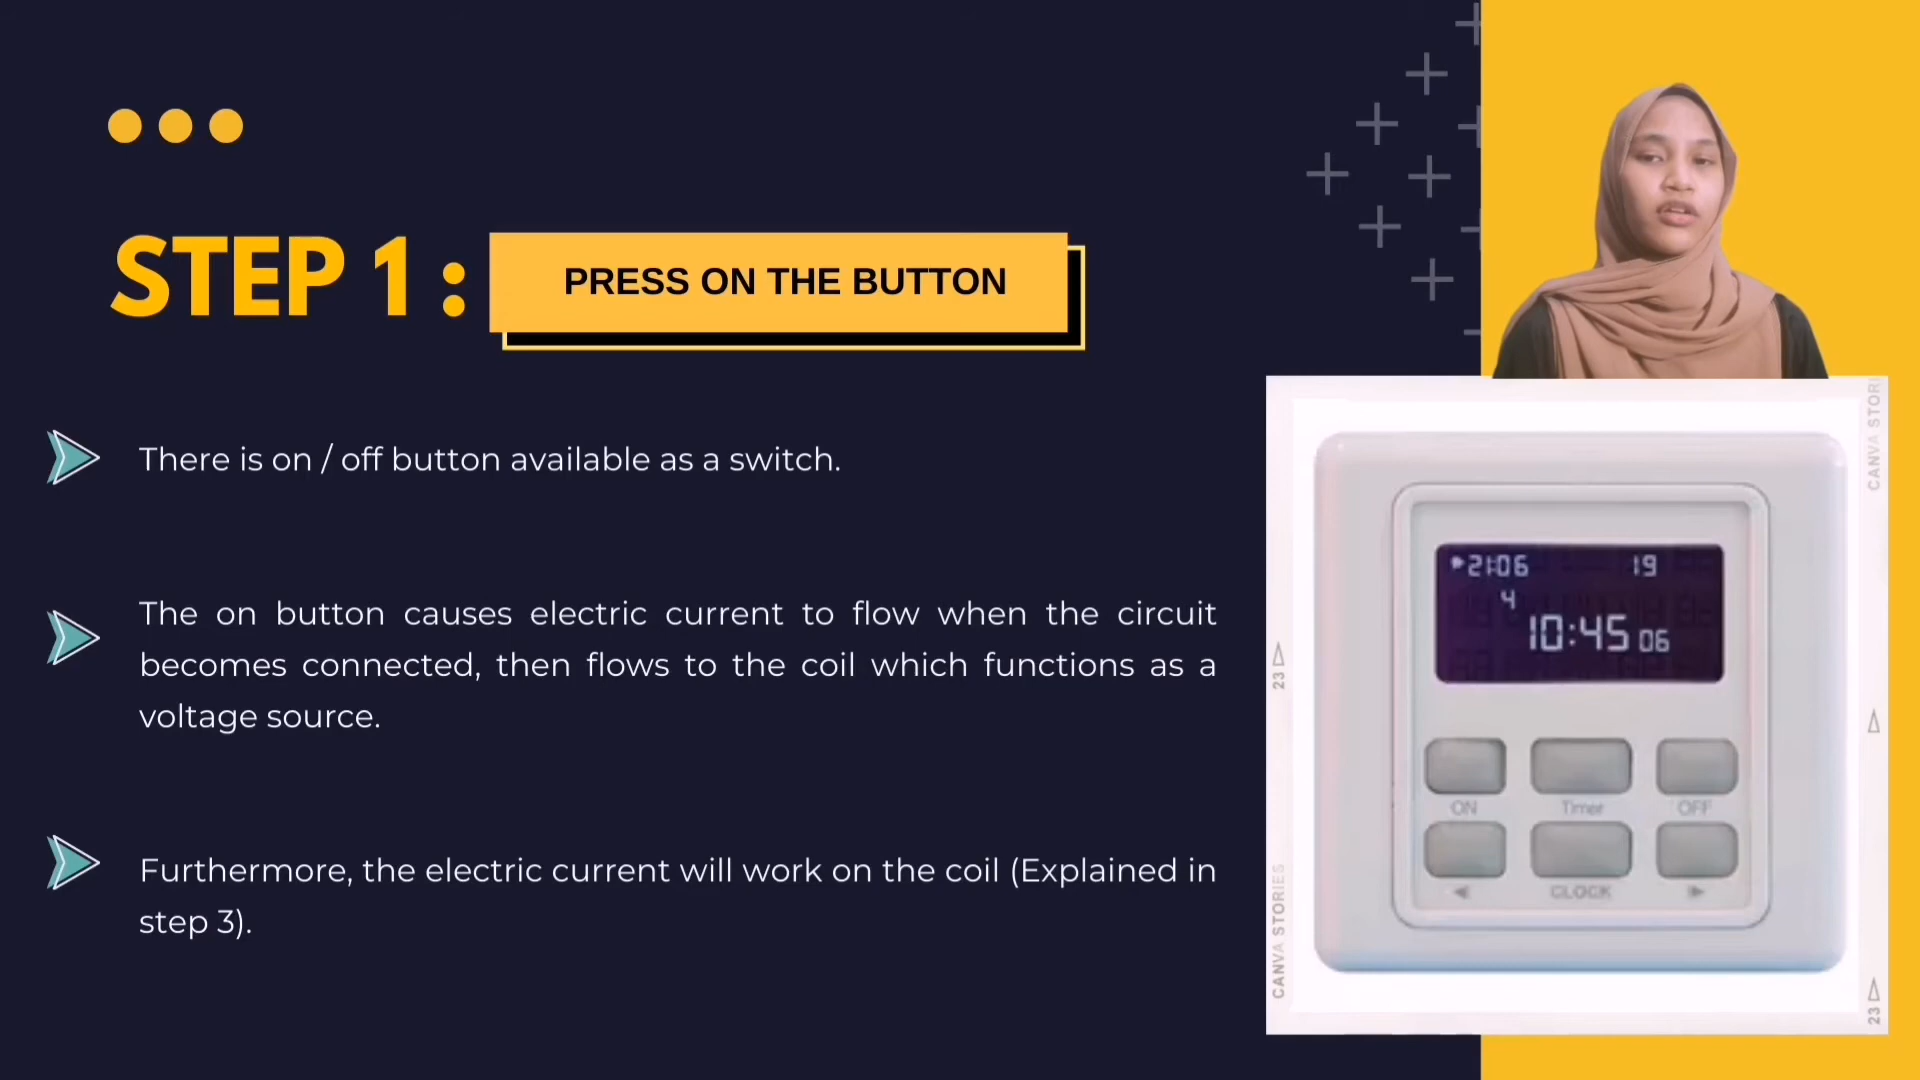 STEP 1 :
PRESS ON THE BUTTON
There is on / off button available as a switch.
The on button causes electric current to flow when the circuit
becomes connected, then flows to the coil which functions as a
voltage source.
Furthermore, the electric current will work on the coil (Explained in
step 3).
CANVA STORI
21:06 19
4
10:45 06
23
ON Timer OFF
CLOCK
CANVA STORIES
23